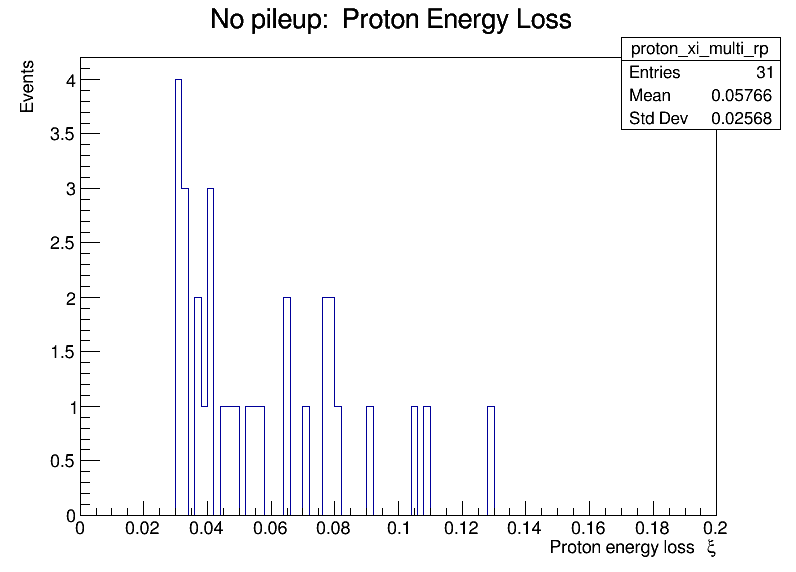 No pileup: Proton Energy Loss
proton_xi_multi_rp
Entries 31
Mean 0.05766
Std Dev 0.02568
Events
4
3.5
3
2.5
2
1.5
1
0.5
0
0 0.02 0.04 0.06 0.08 0.1 0.12 0.14 0.16 0.18 0.2
Proton energy loss ξ